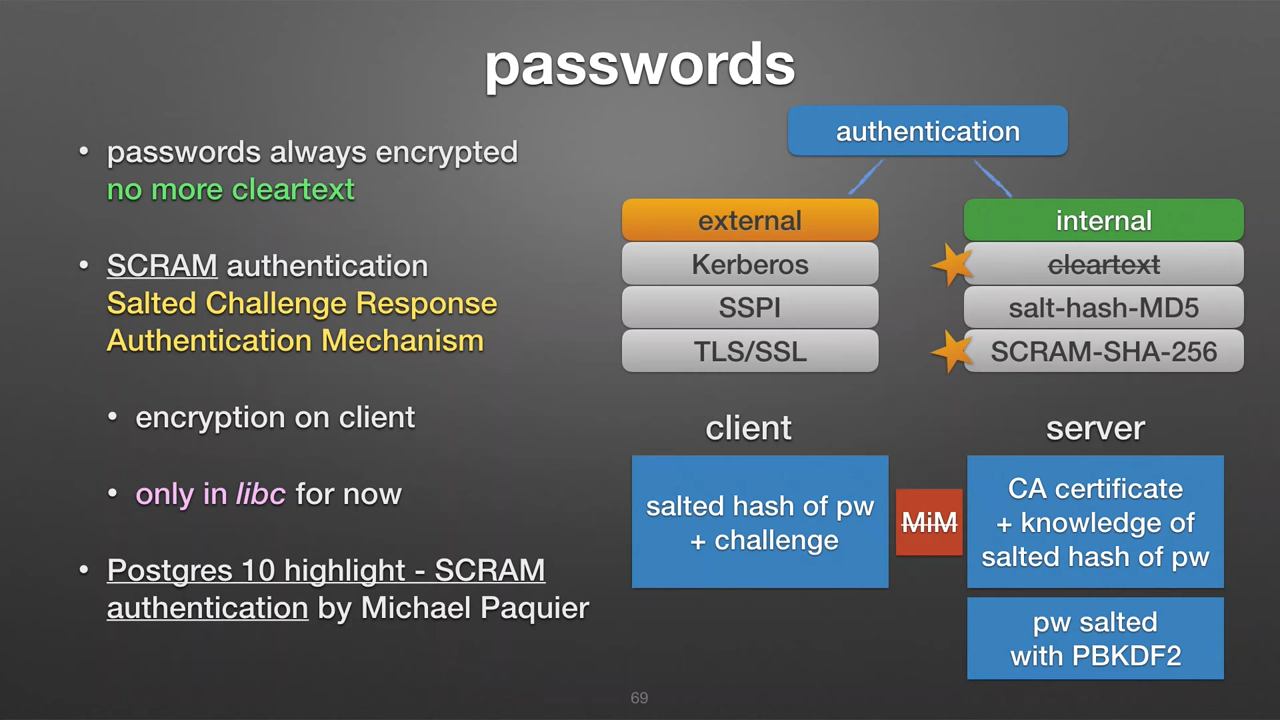 passwords
• passwords always encrypted
no more cleartext
• SCRAM authentication
Salted Challenge Response
Authentication Mechanism
• encryption on client
• only in libc for now
• Postgres 10 highlight - SCRAM
authentication by Michael Paquier
authentication
external
Kerberos
SSPI
TLS/SSL
internal
cleartext
salt-hash-MD5
SCRAM-SHA-256
client
salted hash of pw
+ challenge
MiM
server
CA certificate
+ knowledge of
salted hash of pw
pw salted
with PBKDF2
69